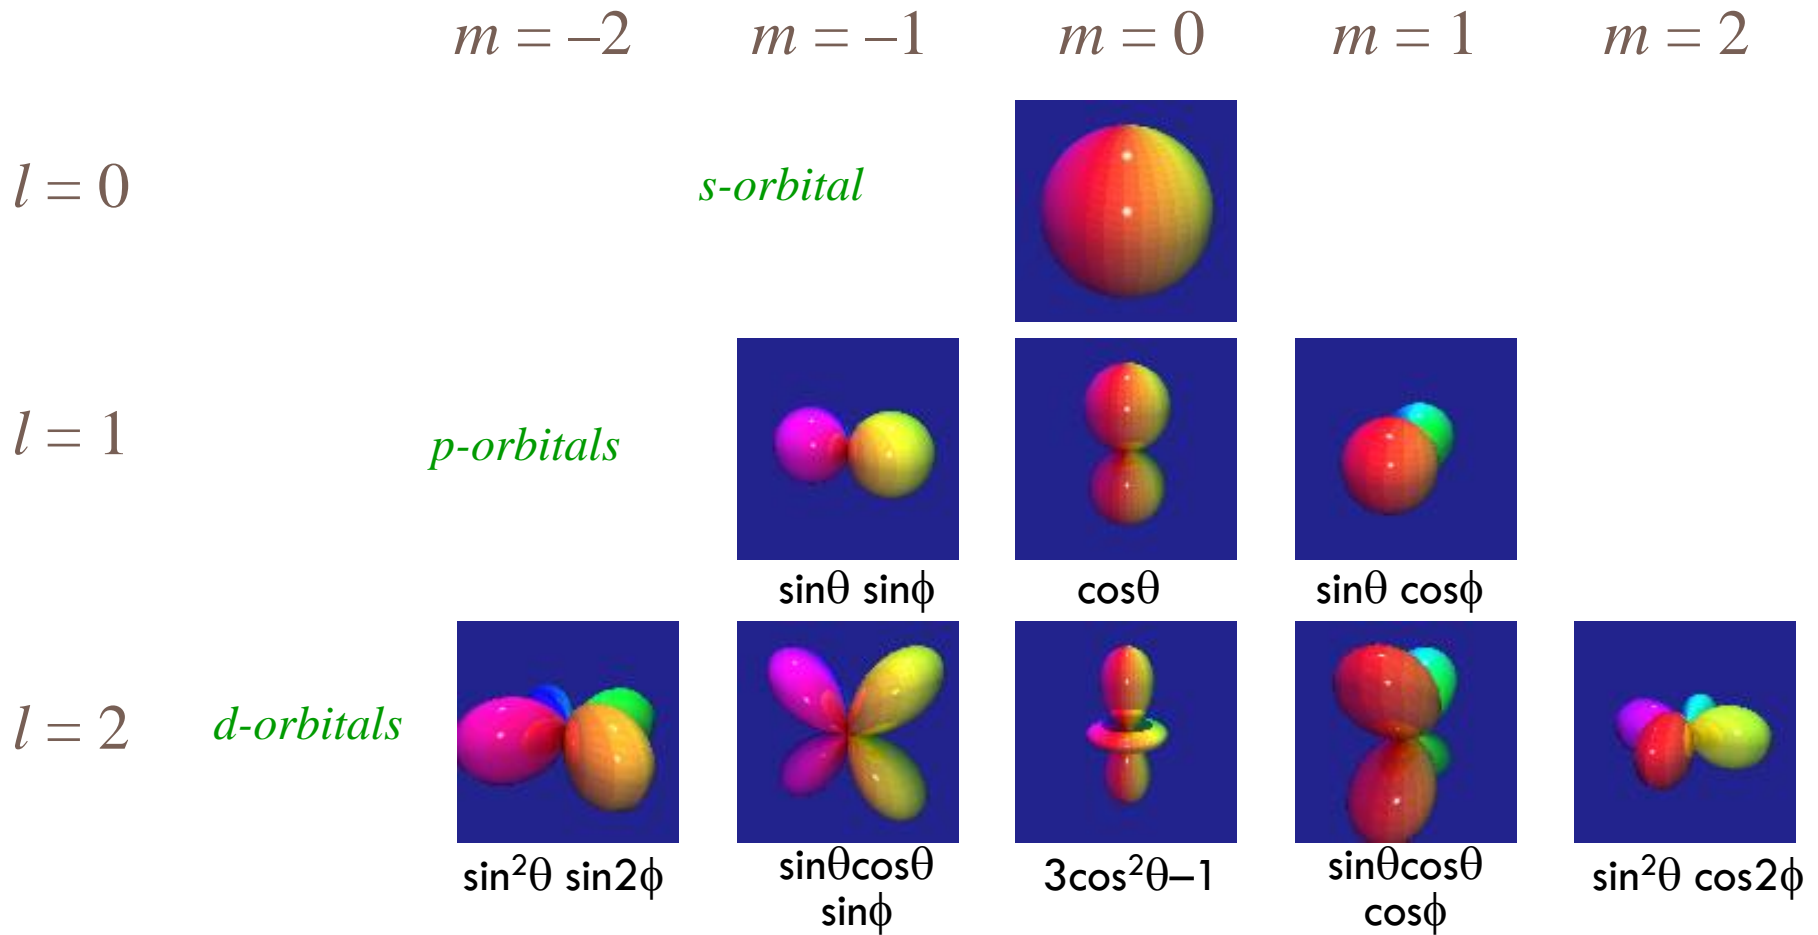 m = –2 m = –1 m = 0 m = 1 m = 2
l = 0 s-orbital
l = 1 p-orbitals
sinθ sinϕ cosθ sinθ cosϕ
l = 2 d-orbitals
sin²θ sin2ϕ sinθcosθ 3cos²θ–1 sinθcosθ sin²θ cos2ϕ
sinϕ cosϕ